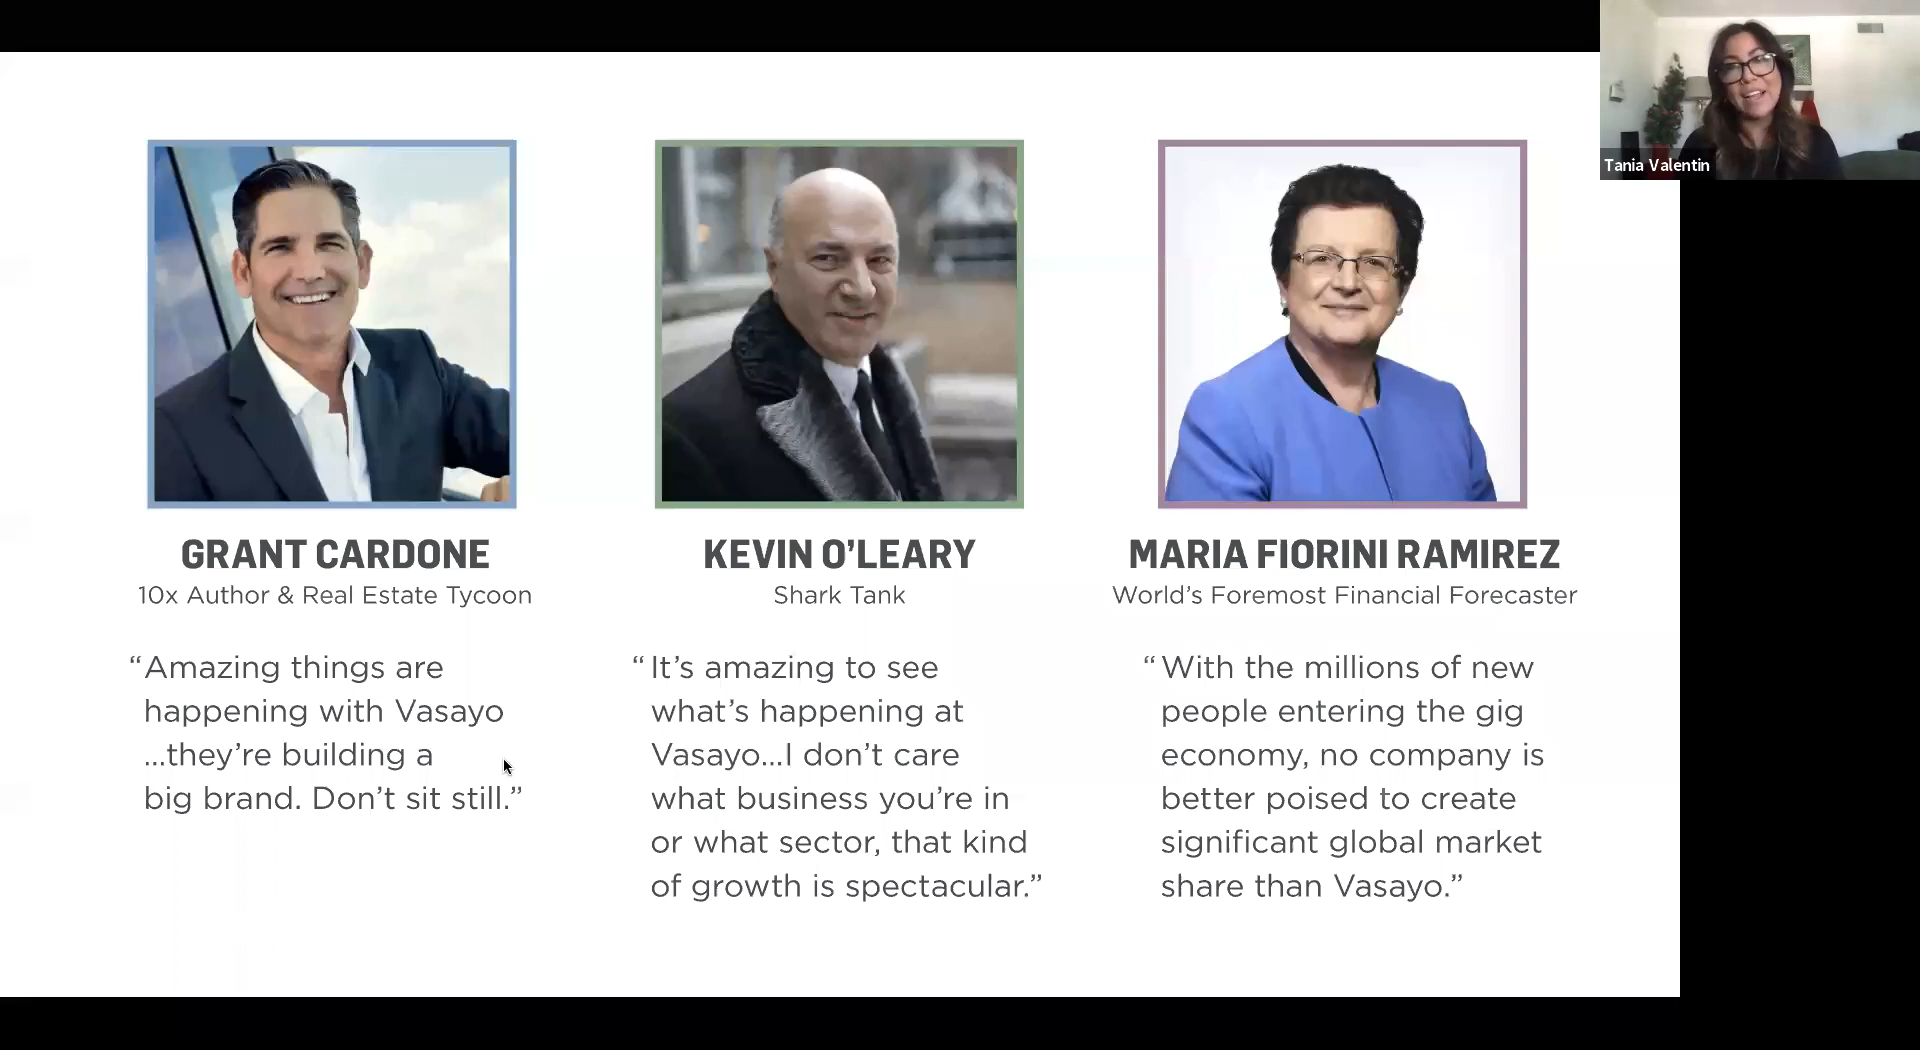 Tania Valentin
GRANT CARDONE
10x Author & Real Estate Tycoon
“Amazing things are
happening with Vasayo
...they’re building a
big brand. Don’t sit still.”
KEVIN O’LEARY
Shark Tank
“It’s amazing to see
what’s happening at
Vasayo...I don’t care
what business you’re in
or what sector, that kind
of growth is spectacular.”
MARIA FIORINI RAMIREZ
World’s Foremost Financial Forecaster
“With the millions of new
people entering the gig
economy, no company is
better poised to create
significant global market
share than Vasayo.”